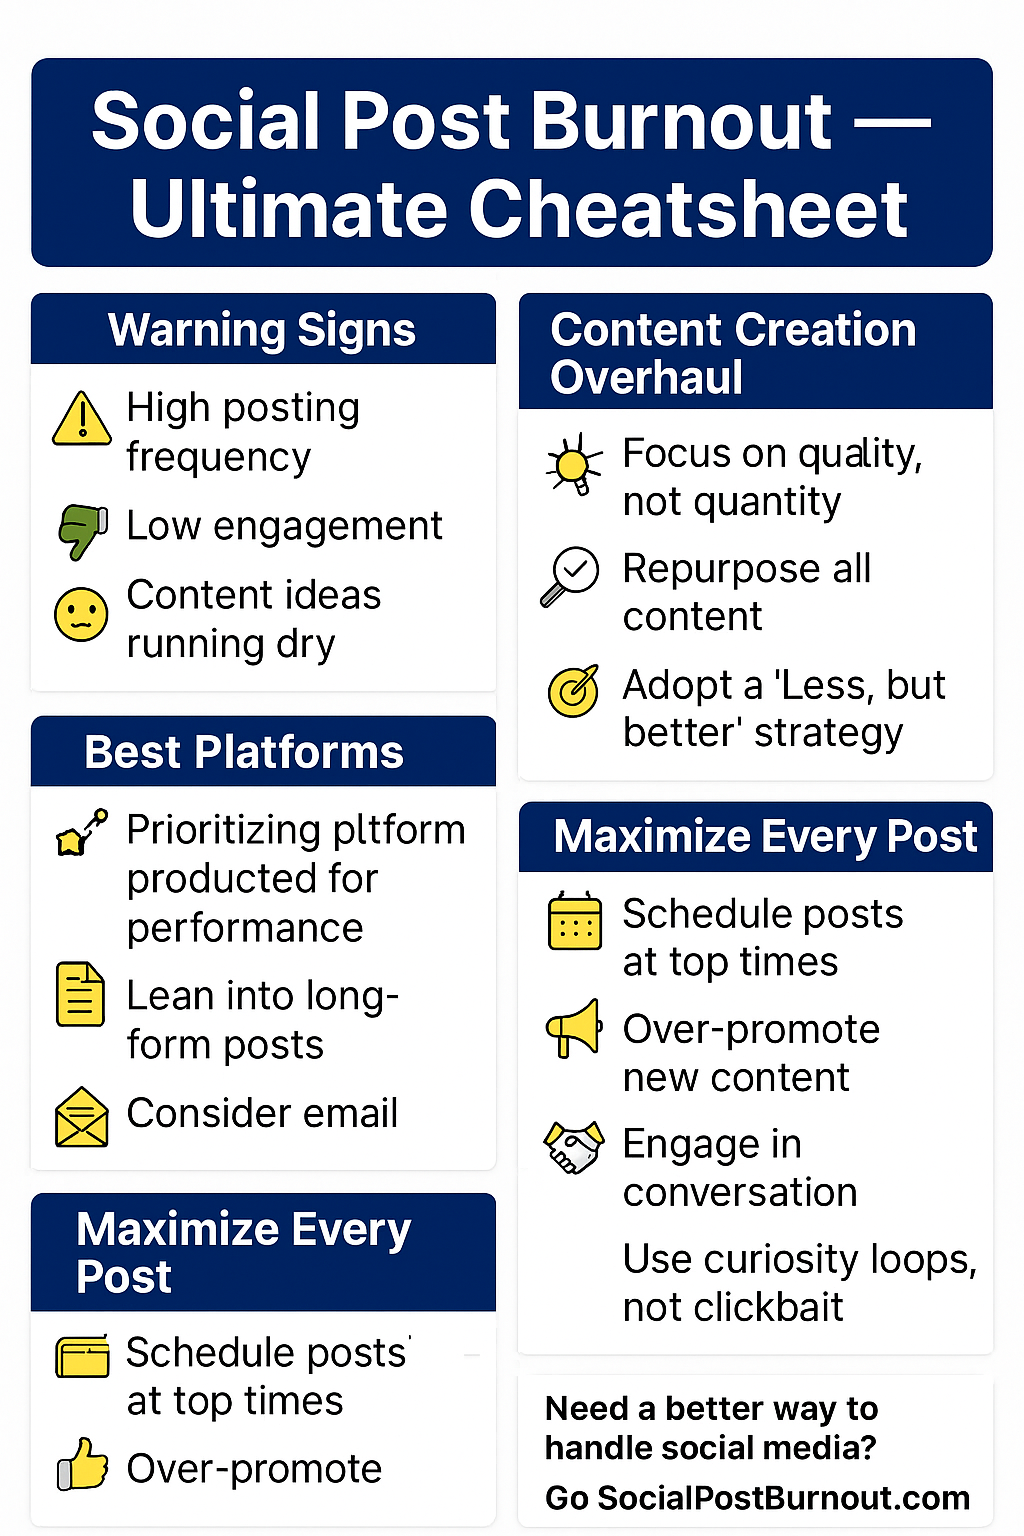 Social Post Burnout —
Ultimate Cheatsheet
Warning Signs
High posting
frequency
Low engagement
Content ideas
running dry
Best Platforms
Prioritizing pltform
producted for
performance
Lean into long-
form posts
Consider email
Maximize Every
Post
Schedule posts'
at top times
Over-promote
Content Creation
Overhaul
Focus on quality,
not quantity
Repurpose all
content
Adopt a 'Less, but
better' strategy
Maximize Every Post
Schedule posts
at top times
Over-promote
new content
Engage in
conversation
Use curiosity loops,
not clickbait
Need a better way to
handle social media?
Go SocialPostBurnout.com